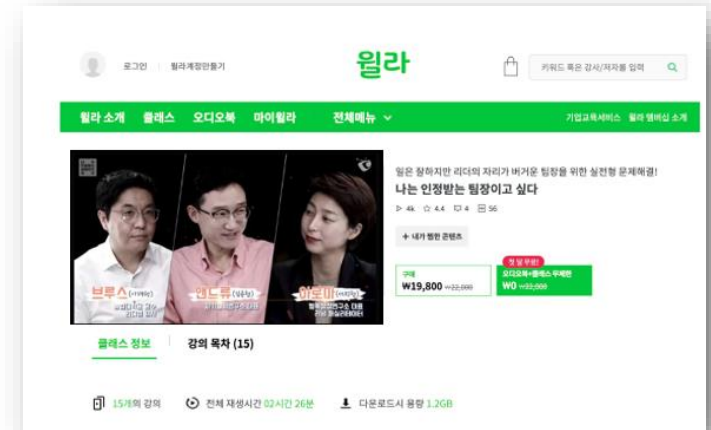 로그인 윌라계정만들기
윌라
키워드 혹은 강사/저자를 입력
윌라 소개 클래스 오디오북 마이윌라 전체메뉴
기업교육서비스 윌라 멤버십 소개
일은 잘하지만 리더의 자리가 버거운 팀장을 위한 실전형 문제해결!
나는 인정받는 팀장이고 싶다
4k 4.4 4 56
+ 내가 찜한 콘텐츠
첫 달 무료!
구매
₩19,800 ₩22,000
오디오북+클래스 무제한
₩0
브루스
앤드류
아로미
클래스 정보 강의 목차 (15)
15개의 강의 전체 재생시간 02시간 26분 다운로드시 용량 1.2GB